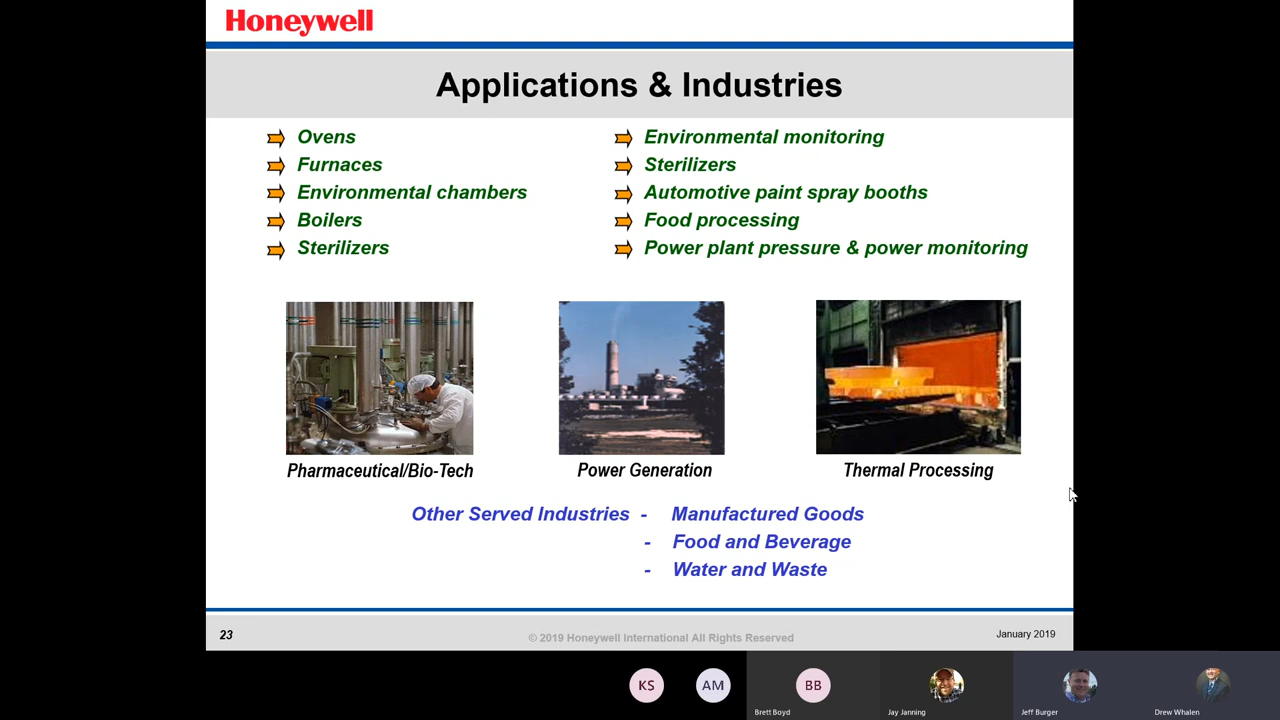 Honeywell
Applications & Industries
Ovens
Furnaces
Environmental chambers
Boilers
Sterilizers
Environmental monitoring
Sterilizers
Automotive paint spray booths
Food processing
Power plant pressure & power monitoring
Pharmaceutical/Bio-Tech
Power Generation
Thermal Processing
Other Served Industries - Manufactured Goods
- Food and Beverage
- Water and Waste
23
© 2019 Honeywell International All Rights Reserved
January 2019
KS
AM
BB
Brett Boyd
Jay Janning
Jeff Burger
Drew Whalen